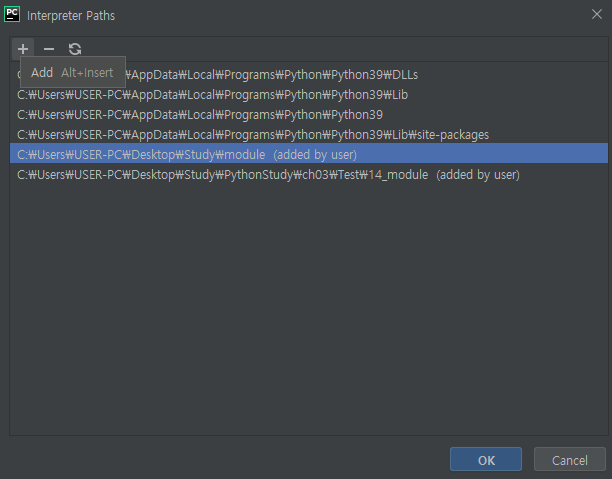 PC
Interpreter Paths
Add Alt+Insert
C:₩Users₩USER-PC₩AppData₩Local₩Programs₩Python₩Python39₩DLLs
C:₩Users₩USER-PC₩AppData₩Local₩Programs₩Python₩Python39₩Lib
C:₩Users₩USER-PC₩AppData₩Local₩Programs₩Python₩Python39
C:₩Users₩USER-PC₩AppData₩Local₩Programs₩Python₩Python39₩Lib₩site-packages
C:₩Users₩USER-PC₩Desktop₩Study₩module (added by user)
C:₩Users₩USER-PC₩Desktop₩Study₩PythonStudy₩ch03₩Test₩14_module (added by user)
OK
Cancel